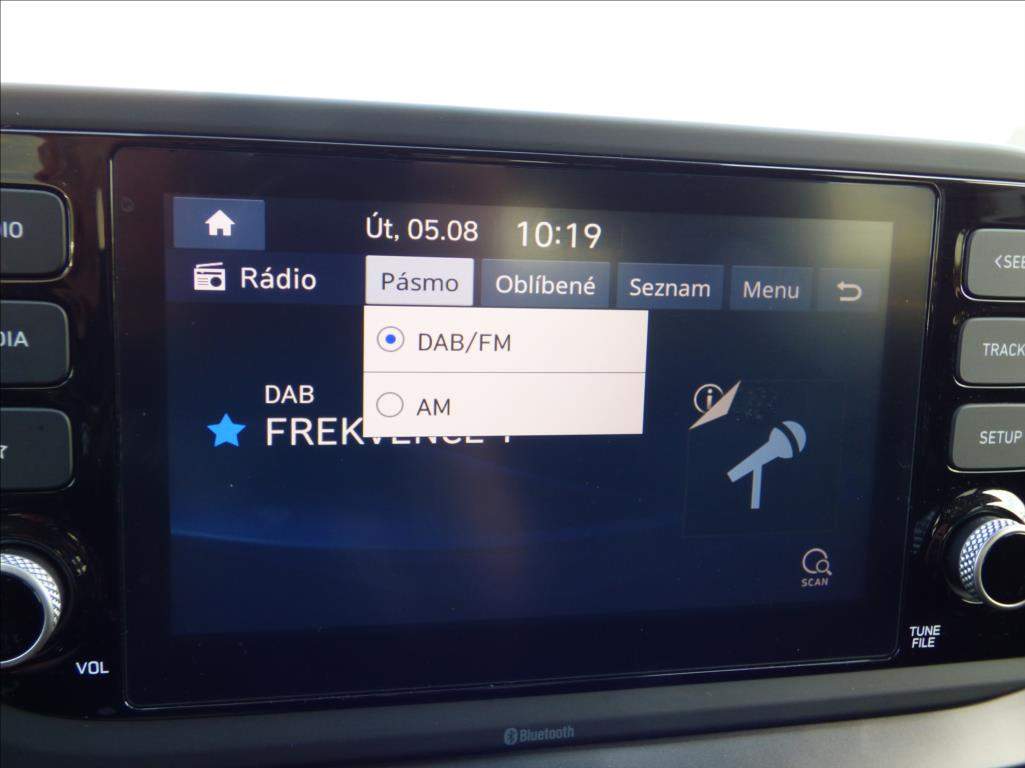 Út, 05.08 10:19
Rádio Pásmo Oblíbené Seznam Menu
DAB/FM
AM
DAB
FREKVENCE 1
SCAN
VOL
TRACK
SETUP
TUNE
FILE
Bluetooth